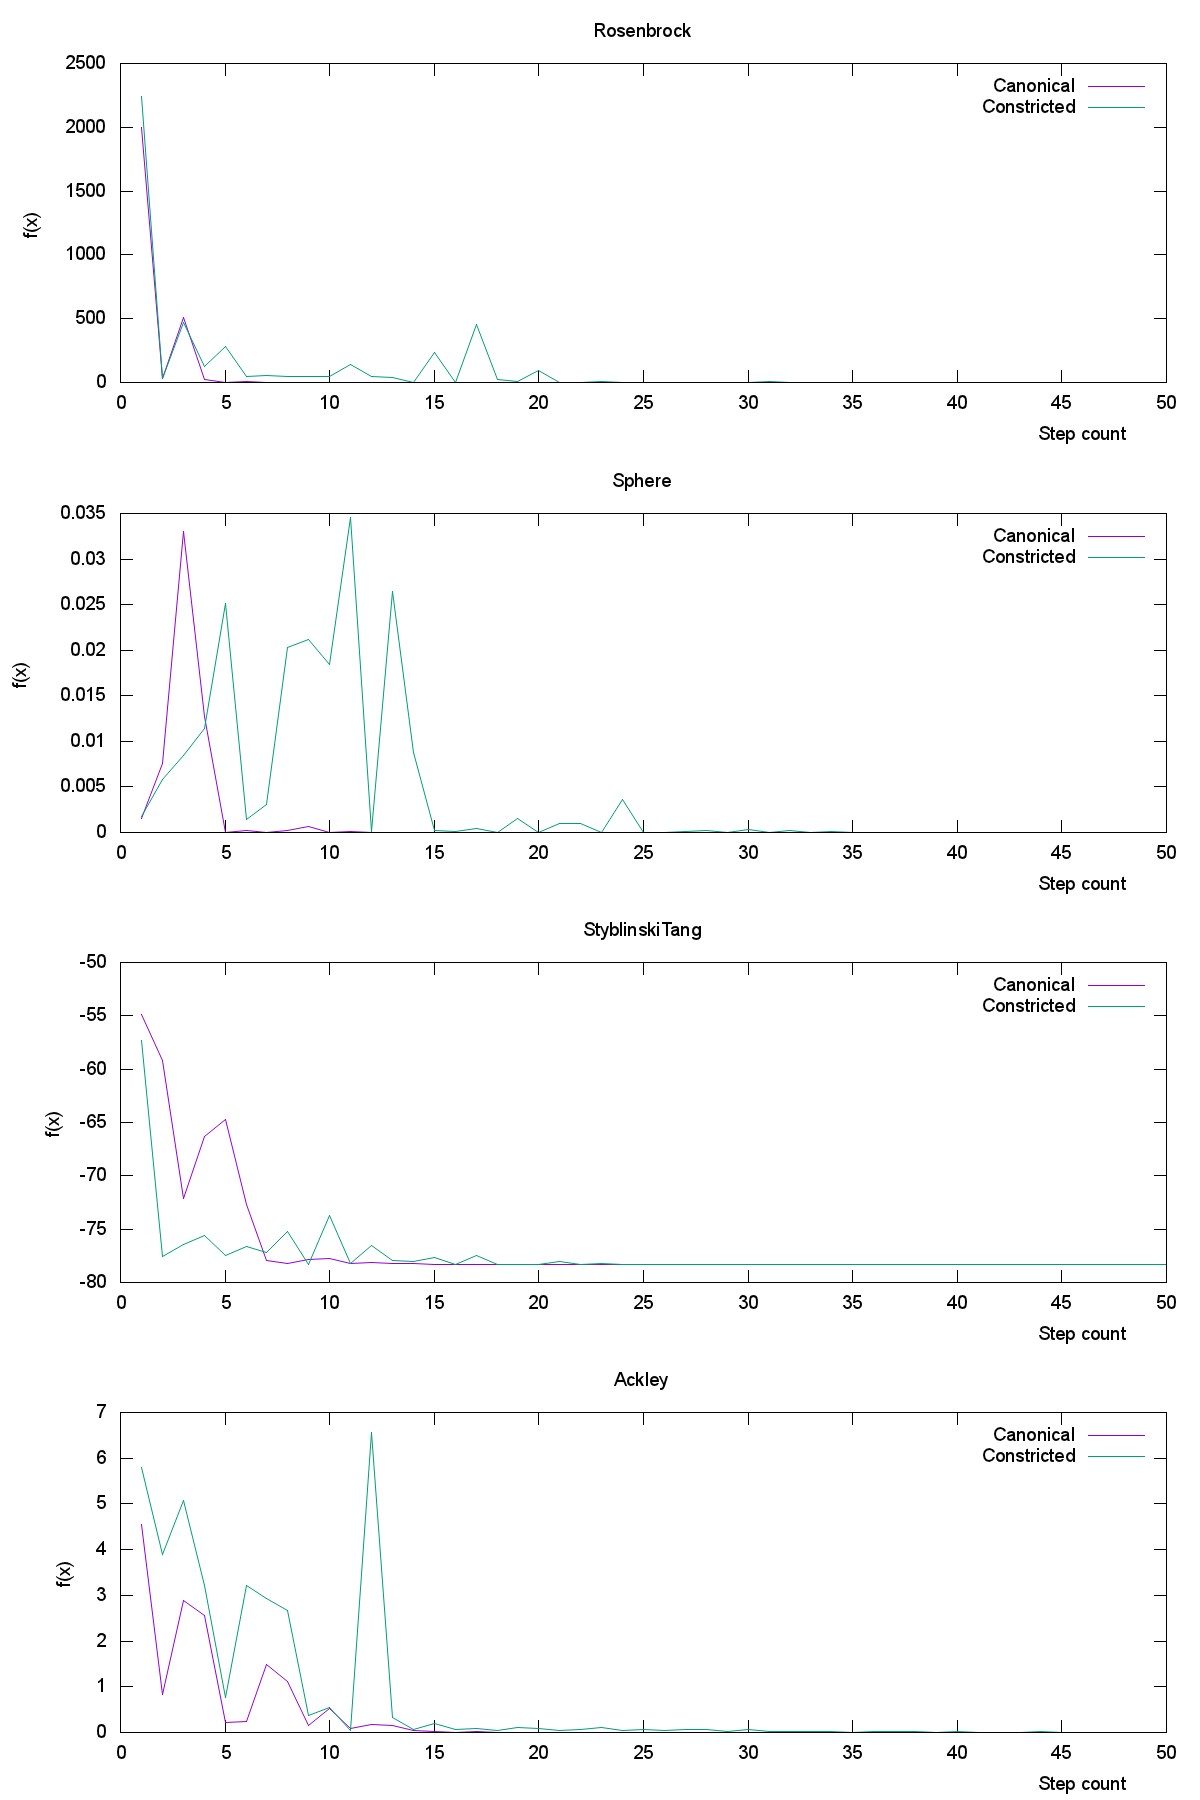 Rosenbrock
2500
Canonical
Constricted
2000
1500
f(x)
1000
500
0
0 5 10 15 20 25 30 35 40 45 50
Step count
Sphere
0.035
Canonical
Constricted
0.03
0.025
0.02
f(x)
0.015
0.01
0.005
0
0 5 10 15 20 25 30 35 40 45 50
Step count
StyblinskiTang
-50
Canonical
Constricted
-55
-60
-65
f(x)
-70
-75
-80
0 5 10 15 20 25 30 35 40 45 50
Step count
Ackley
7
Canonical
Constricted
6
5
4
f(x)
3
2
1
0
0 5 10 15 20 25 30 35 40 45 50
Step count